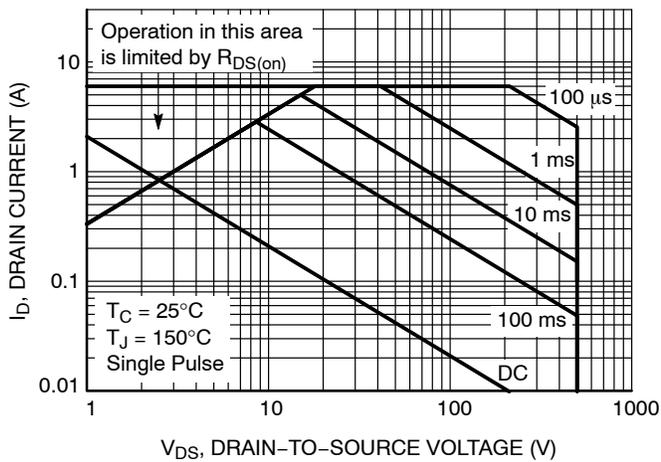 Operation in this area
is limited by RDS(on)
10
1
0.1
0.01
ID, DRAIN CURRENT (A)
100 μs
1 ms
10 ms
100 ms
DC
TC = 25°C
TJ = 150°C
Single Pulse
1
10
100
1000
VDS, DRAIN−TO−SOURCE VOLTAGE (V)